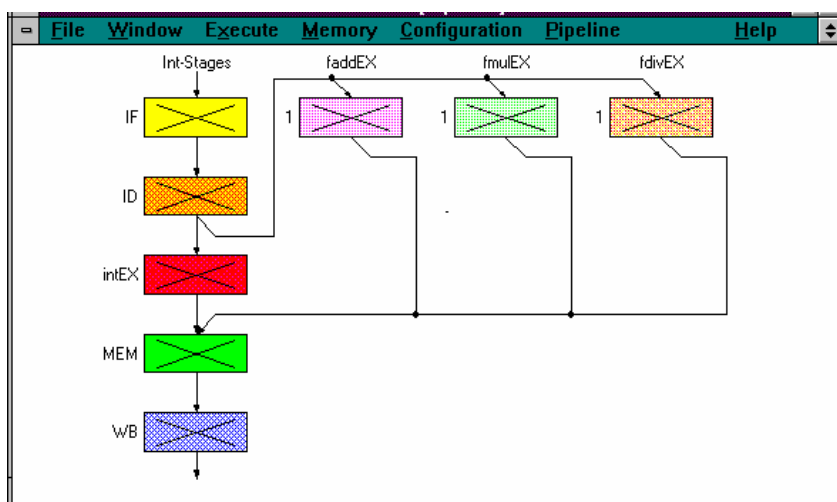 File Window Execute Memory Configuration Pipeline Help
Int-Stages faddEX fmulEX fdivEX
IF 1 1 1
ID
intEX
MEM
WB